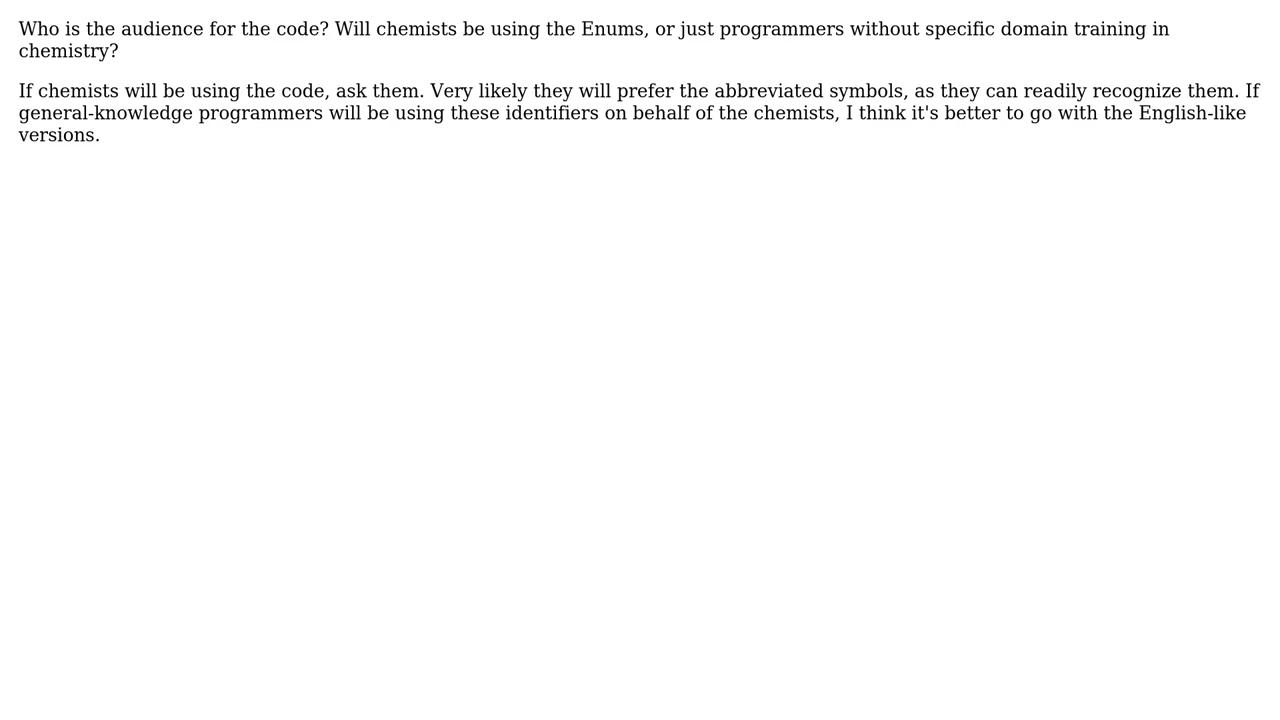 Who is the audience for the code? Will chemists be using the Enums, or just programmers without specific domain training in
chemistry?
If chemists will be using the code, ask them. Very likely they will prefer the abbreviated symbols, as they can readily recognize them. If
general-knowledge programmers will be using these identifiers on behalf of the chemists, I think it's better to go with the English-like
versions.